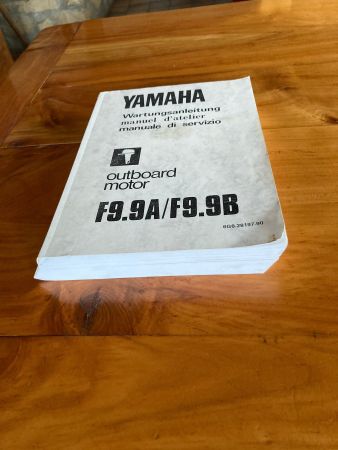 YAMAHA
Wartungsanleitung
manuel d'atelier
manuale di servizio
outboard
motor
F9.9A/F9.9B